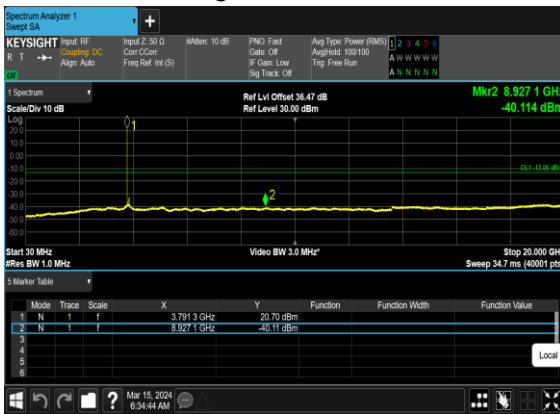 Spectrum Analyzer 1
Swept SA
+
KEYSIGHT Input: RF Input Z: 50 Ω #Atten: 10 dB PNO: Fast Avg Type: Power (RMS) 1 2 3 4 5 6
R T Coupling: DC Corr CCorr Gate: Off Avg|Hold: 100/100 A W W W W W
Align: Auto Freq Ref: Int (S) IF Gain: Low Trig: Free Run
Sig Track: Off A N N N N N
1 Spectrum Ref Lvl Offset 36.47 dB Mkr2 8.927 1 GHz
Scale/Div 10 dB Ref Level 30.00 dBm -40.114 dBm
Log
20.0 1
10.0
0.00
-10.0 DL1 -13.00 dBm
-20.0
-30.0 2
-40.0
-50.0
-60.0
Start 30 MHz Video BW 3.0 MHz* Stop 20.000 GH
#Res BW 1.0 MHz Sweep 34.7 ms (40001 pts
5 Marker Table
Mode Trace Scale X Y Function Function Width Function Value
1 N 1 f 3.791 3 GHz 20.70 dBm
2 N 1 f 8.927 1 GHz -40.11 dBm
3
4
5
6
Local
? Mar 15, 2024
6:34:44 AM